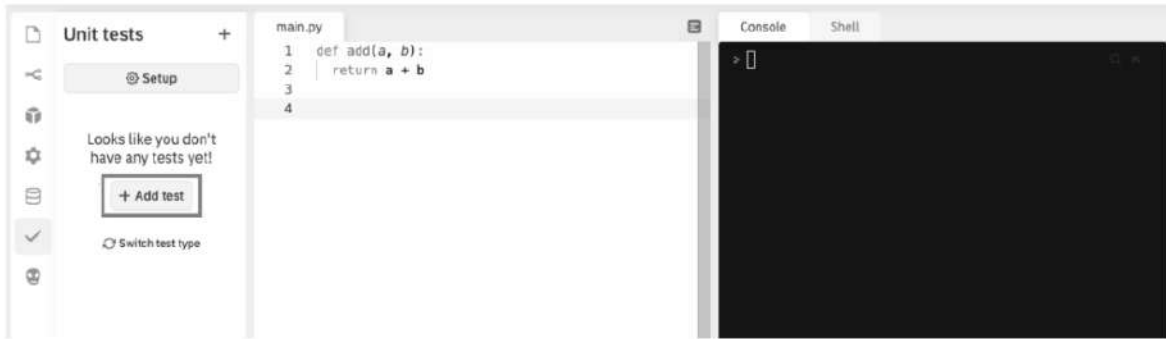 Unit tests +
Setup
Looks like you don't
have any tests yet!
+ Add test
Switch test type
main.py
1 def add(a, b):
2 return a + b
3
4
Console Shell
>